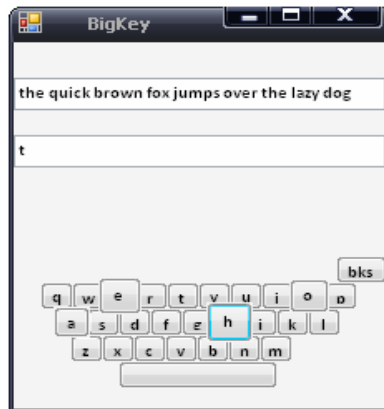 BigKey
the quick brown fox jumps over the lazy dog
t
bks
q w e r t y u i o p
a s d f g h j k l
z x c v b n m